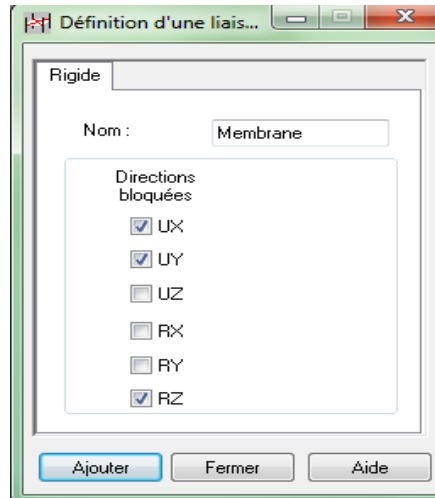 Définition d'une liais...
Rigide
Nom :
Membrane
Directions
bloquées
UX
UY
UZ
RX
RY
RZ
Ajouter
Fermer
Aide